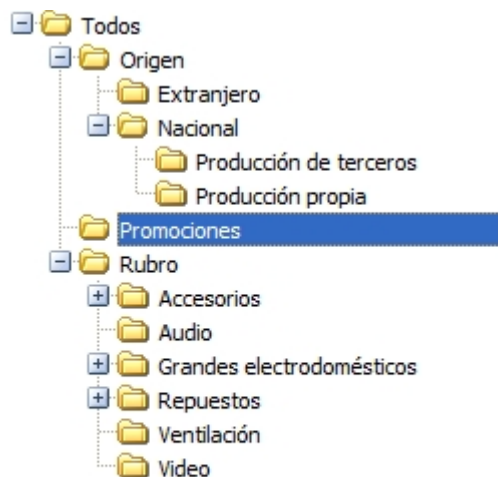 Todos
Origen
Extranjero
Nacional
Producción de terceros
Producción propia
Promociones
Rubro
Accesorios
Audio
Grandes electrodomésticos
Repuestos
Ventilación
Video